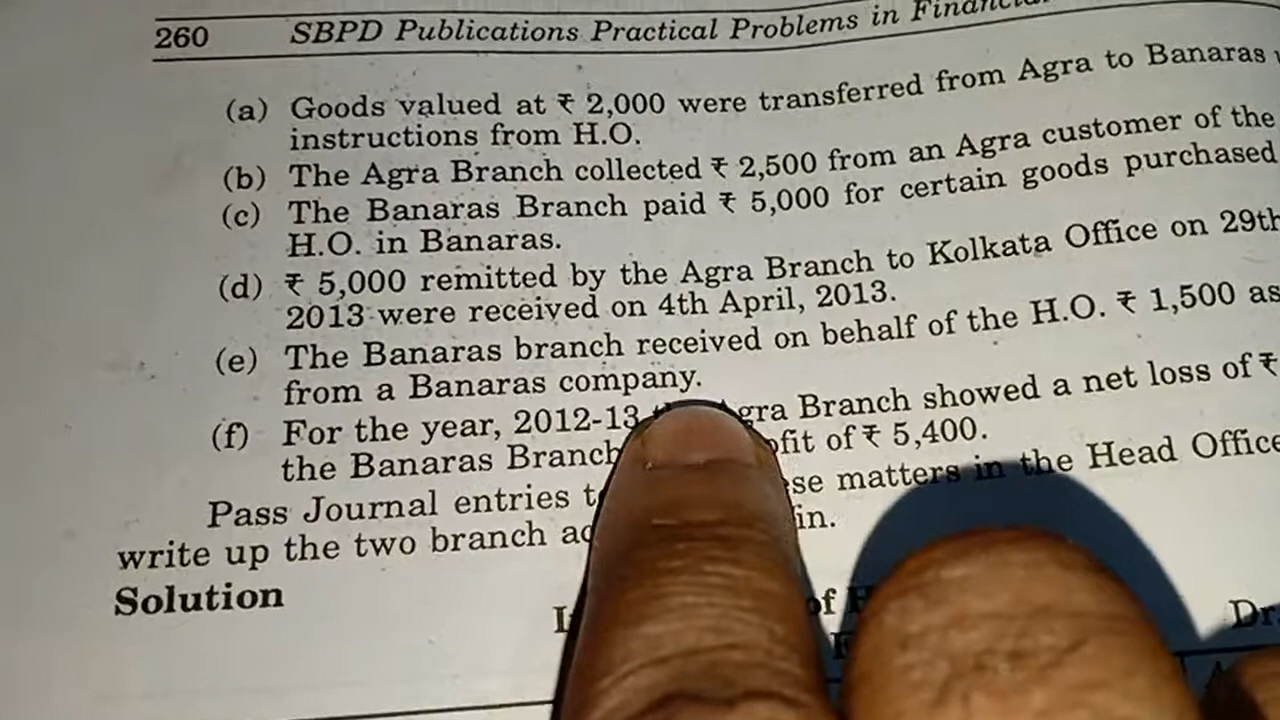 260 SBPD Publications Practical Problems in
(a) Goods valued at ₹ 2,000 were transferred from Agra to Banaras
instructions from H.O.
(b) The Agra Branch collected ₹ 2,500 from an Agra customer of the
(c) The Banaras Branch paid ₹ 5,000 for certain goods purchased
H.O. in Banaras.
(d) ₹ 5,000 remitted by the Agra Branch to Kolkata Office on 29th
2013 were received on 4th April, 2013.
(e) The Banaras branch received on behalf of the H.O. ₹ 1,500 as
from a Banaras company.
(f) For the year, 2012-13 Agra Branch showed a net loss of ₹
the Banaras Branch of ₹ 5,400.
Pass Journal entries matters in the Head Office
write up the two branch in.
Solution
of
Dr.